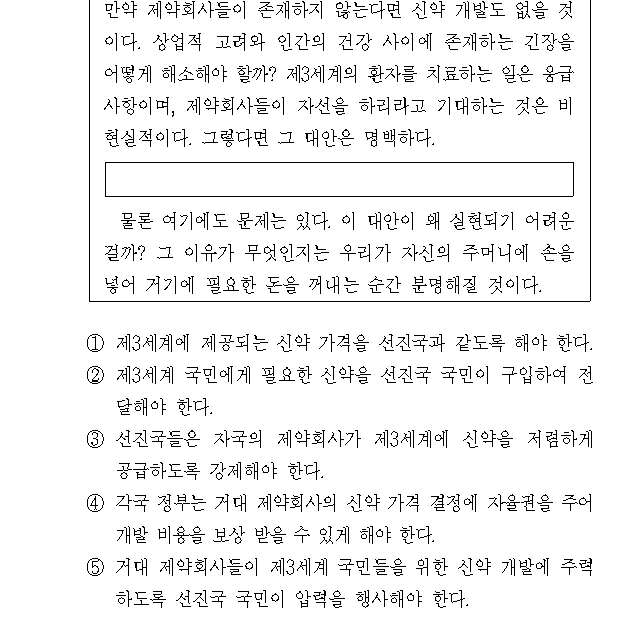 만약 제약회사들이 존재하지 않는다면 신약 개발도 없을 것
이다. 상업적 고려와 인간의 건강 사이에 존재하는 긴장을
어떻게 해소해야 할까? 제3세계의 환자를 치료하는 일은 응급
사항이며, 제약회사들이 자선을 하리라고 기대하는 것은 비
현실적이다. 그렇다면 그 대안은 명백하다.
물론 여기에도 문제는 있다. 이 대안이 왜 실현되기 어려운
걸까? 그 이유가 무엇인지는 우리가 자신의 주머니에 손을
넣어 거기에 필요한 돈을 꺼내는 순간 분명해질 것이다.
① 제3세계에 제공되는 신약 가격을 선진국과 같도록 해야 한다.
② 제3세계 국민에게 필요한 신약을 선진국 국민이 구입하여 전
달해야 한다.
③ 선진국들은 자국의 제약회사가 제3세계에 신약을 저렴하게
공급하도록 강제해야 한다.
④ 각국 정부는 거대 제약회사의 신약 가격 결정에 자율권을 주어
개발 비용을 보상 받을 수 있게 해야 한다.
⑤ 거대 제약회사들이 제3세계 국민들을 위한 신약 개발에 주력
하도록 선진국 국민이 압력을 행사해야 한다.